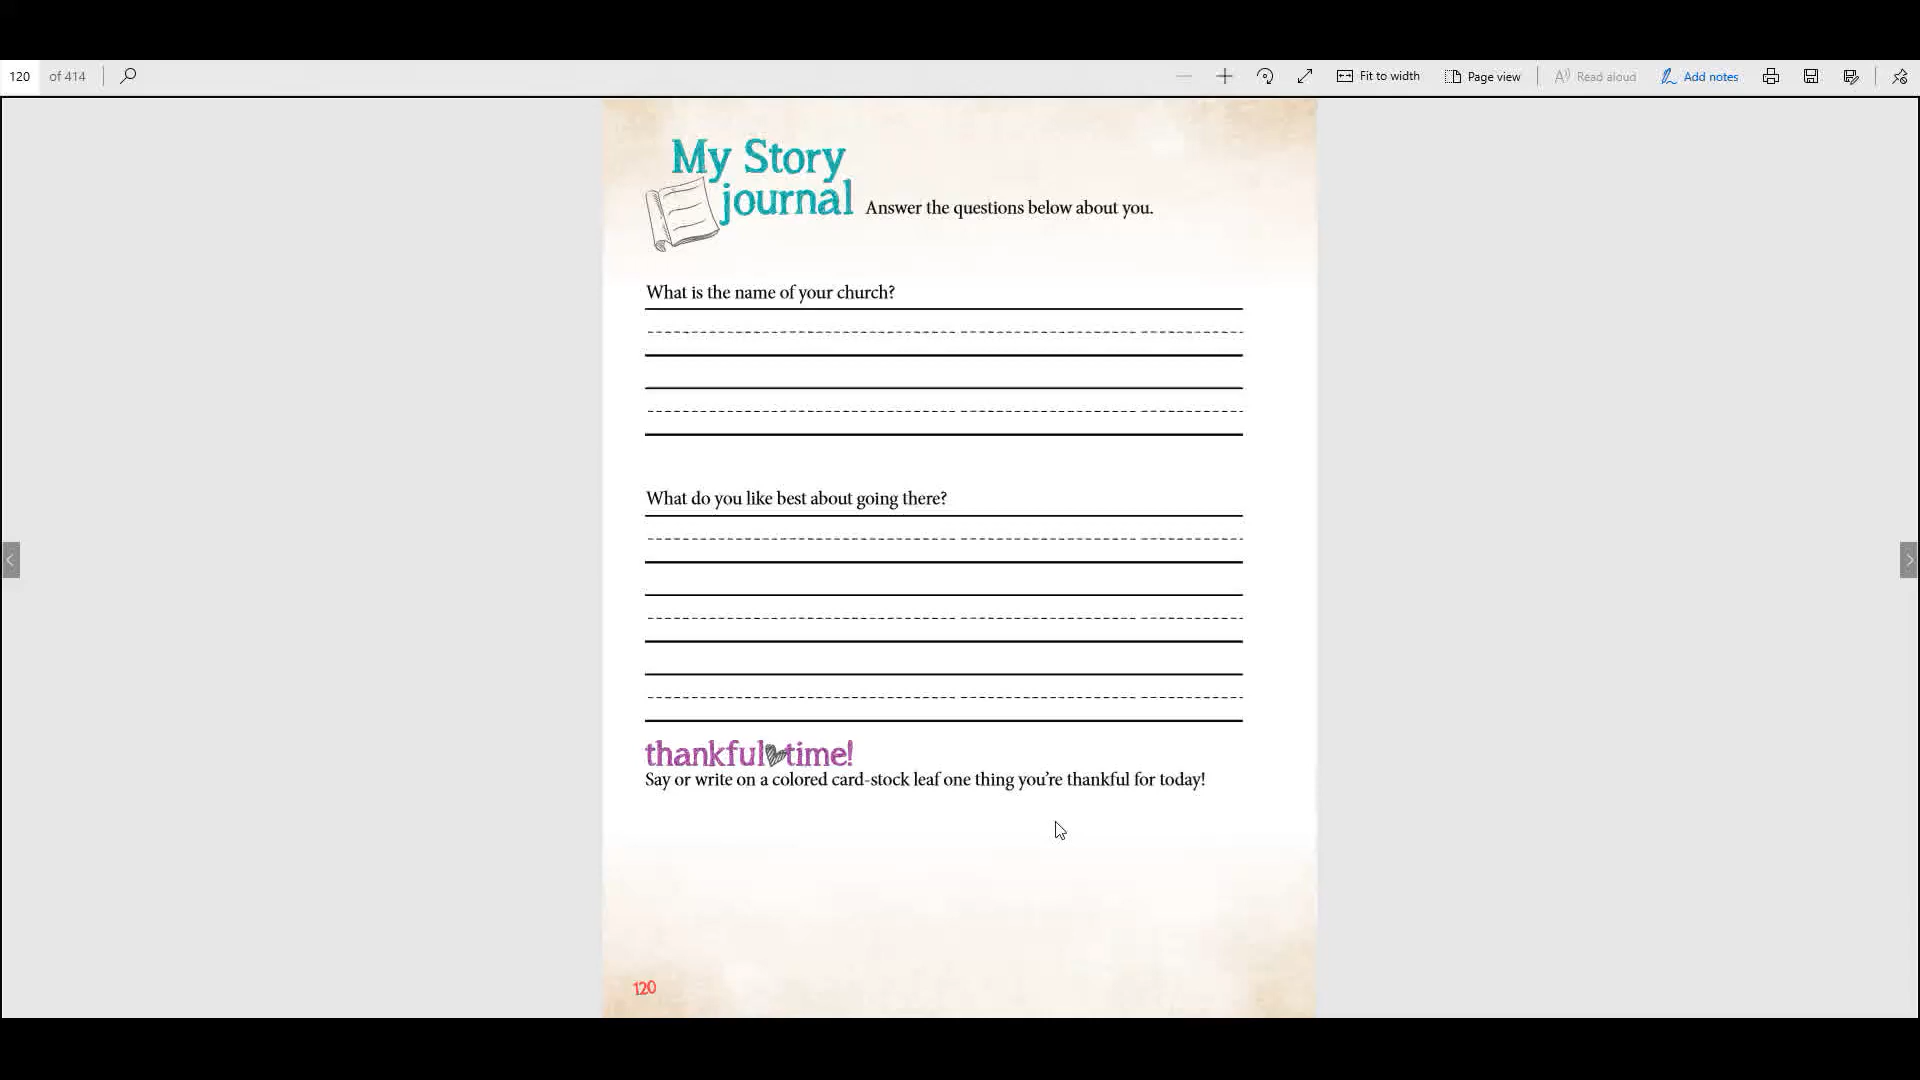 120 of 414 Fit to width Page view Read aloud Add notes
My Story
journal Answer the questions below about you.
What is the name of your church?
What do you like best about going there?
thankful time!
Say or write on a colored card-stock leaf one thing you're thankful for today!
120